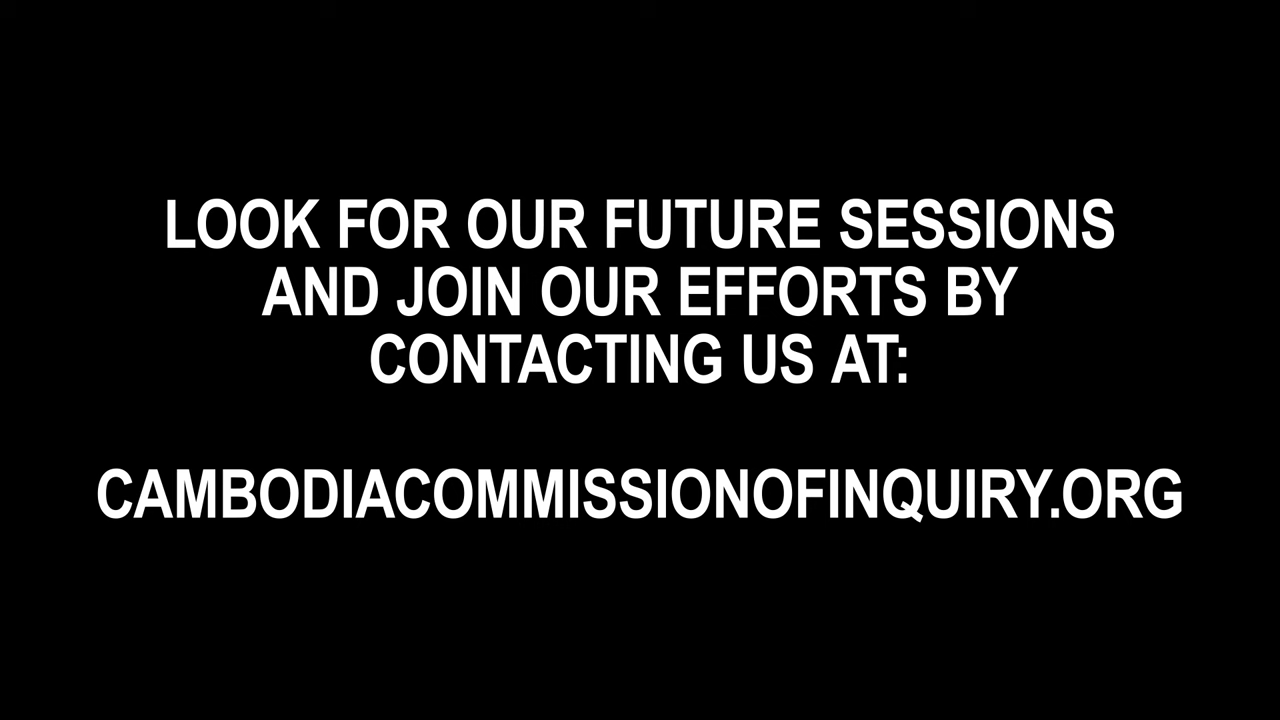 LOOK FOR OUR FUTURE SESSIONS
AND JOIN OUR EFFORTS BY
CONTACTING US AT:
CAMBODIACOMMISSIONOFINQUIRY.ORG